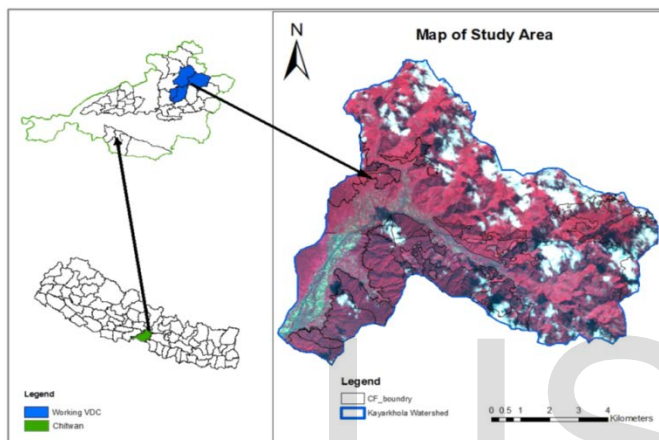 N
Map of Study Area
Legend
Working VDC
Chitwan
Legend
CF_boundry
Kayarkhola Watershed
0 0.5 1 2 3 4
Kilometers